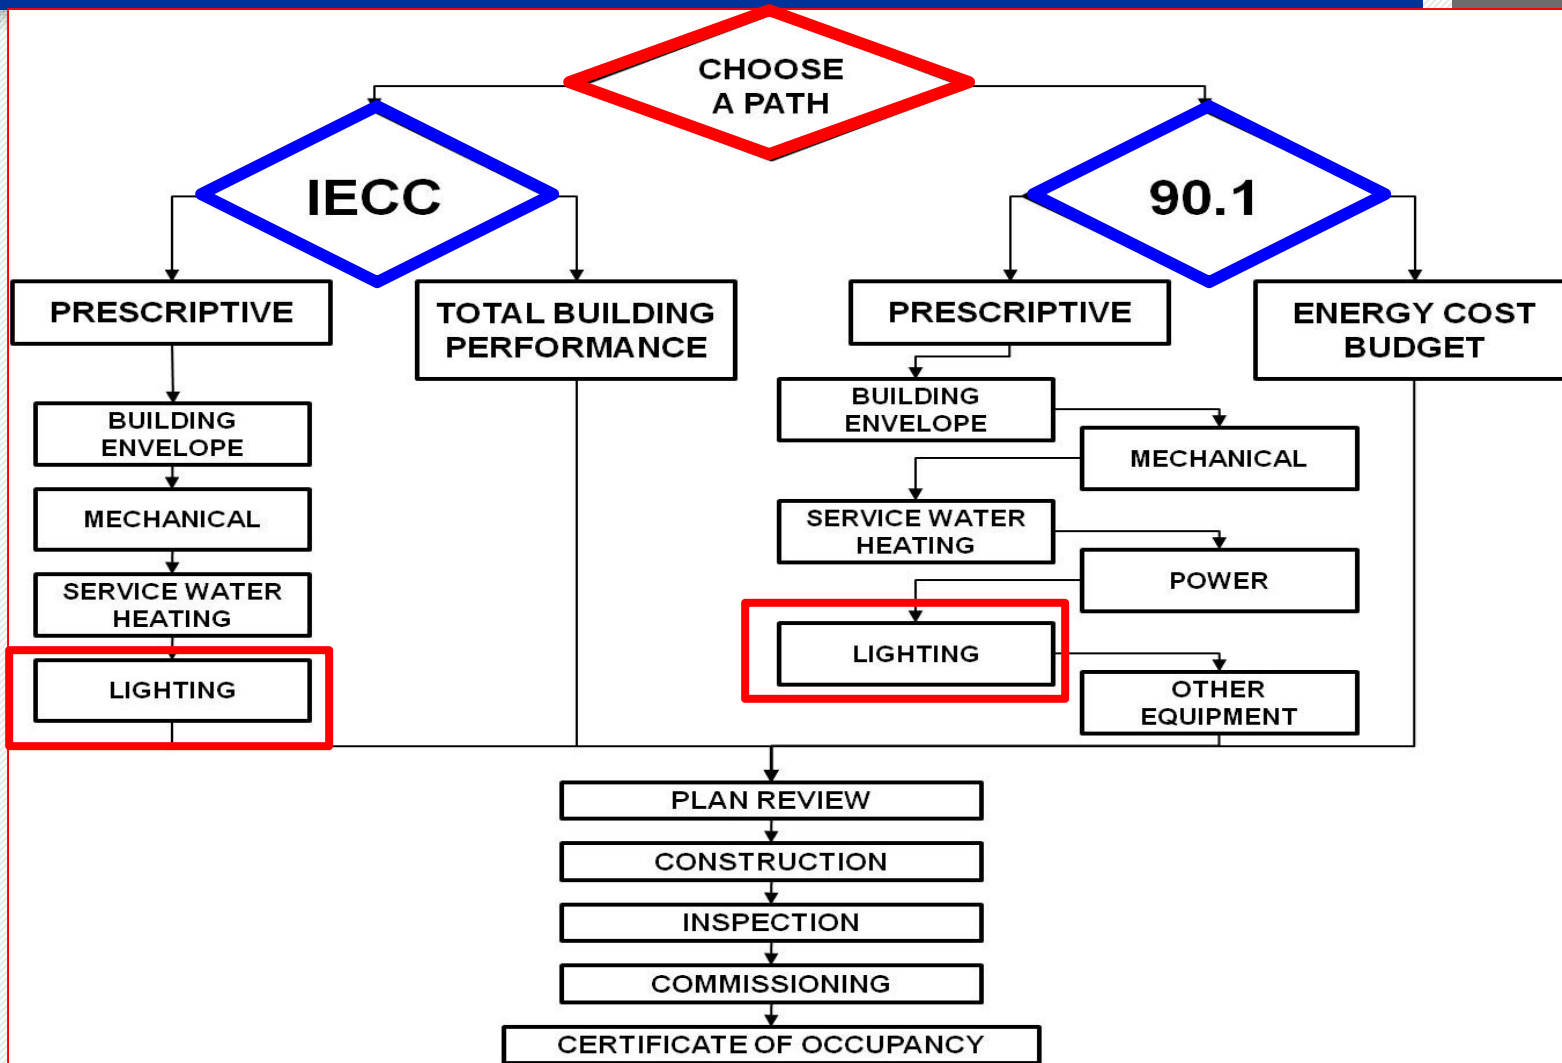 CHOOSE
A PATH
IECC
90.1
PRESCRIPTIVE
TOTAL BUILDING
PERFORMANCE
PRESCRIPTIVE
ENERGY COST
BUDGET
BUILDING
ENVELOPE
MECHANICAL
SERVICE WATER
HEATING
LIGHTING
BUILDING
ENVELOPE
MECHANICAL
SERVICE WATER
HEATING
POWER
LIGHTING
OTHER
EQUIPMENT
PLAN REVIEW
CONSTRUCTION
INSPECTION
COMMISSIONING
CERTIFICATE OF OCCUPANCY